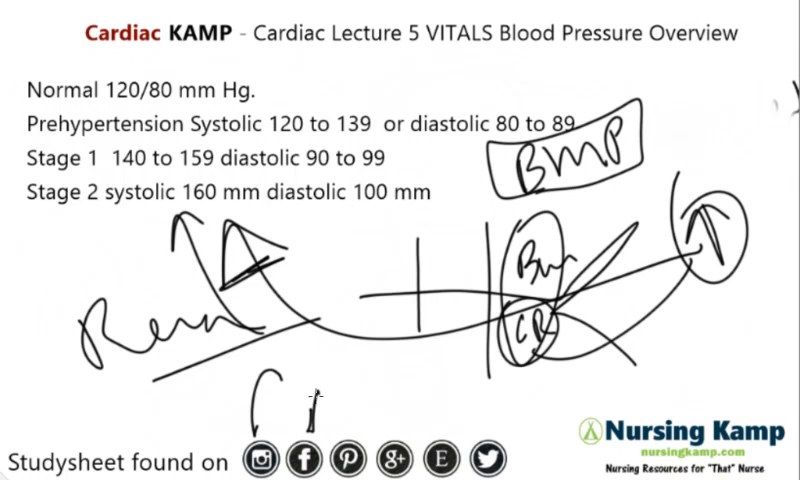 Cardiac KAMP - Cardiac Lecture 5 VITALS Blood Pressure Overview
Normal 120/80 mm Hg.
Prehypertension Systolic 120 to 139 or diastolic 80 to 89
Stage 1 140 to 159 diastolic 90 to 99
Stage 2 systolic 160 mm diastolic 100 mm
BMP
CR
Nursing Kamp
nursingkamp.com
Nursing Resources for "That" Nurse
Studysheet found on